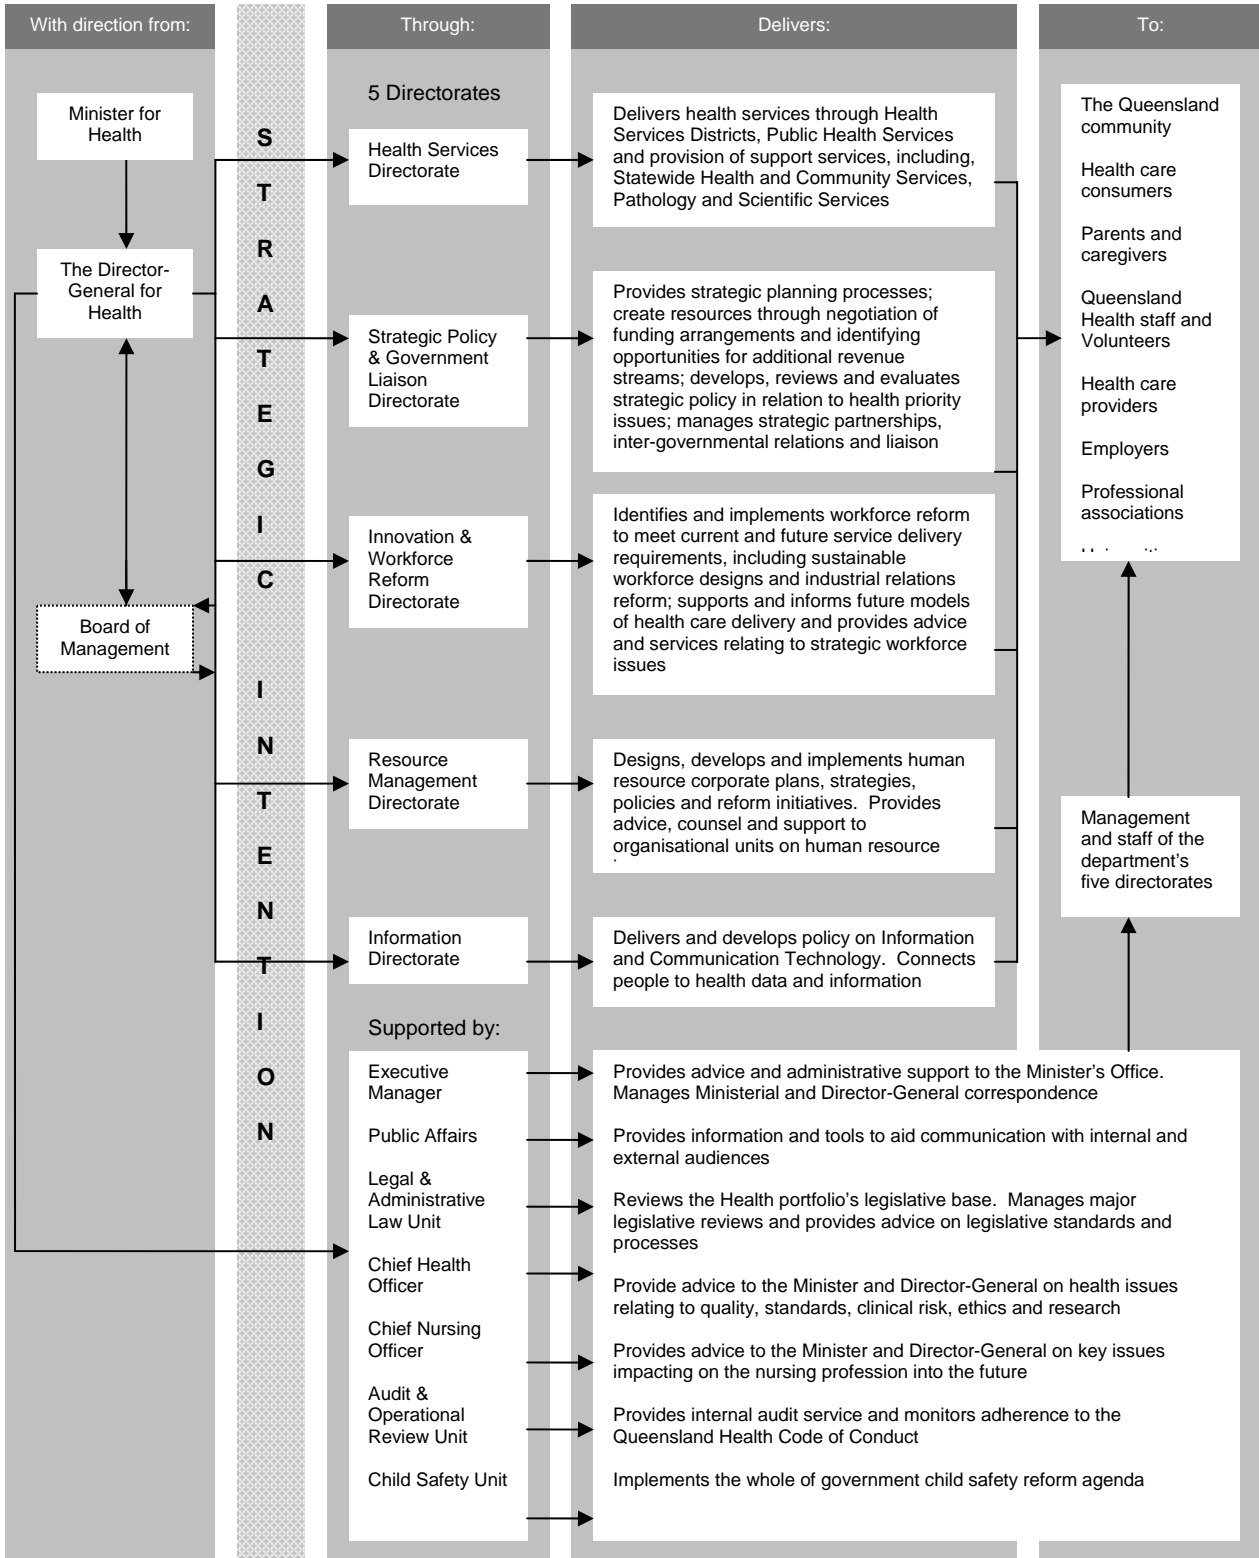 With direction from:
Through:
Delivers:
To:
Minister for
Health
The Director-
General for
Health
Board of
Management
S
T
R
A
T
E
G
I
C
I
N
T
E
N
T
I
O
N
5 Directorates
Health Services
Directorate
Delivers health services through Health
Services Districts, Public Health Services
and provision of support services, including,
Statewide Health and Community Services,
Pathology and Scientific Services
Strategic Policy
& Government
Liaison
Directorate
Provides strategic planning processes;
create resources through negotiation of
funding arrangements and identifying
opportunities for additional revenue
streams; develops, reviews and evaluates
strategic policy in relation to health priority
issues; manages strategic partnerships,
inter-governmental relations and liaison
Innovation &
Workforce
Reform
Directorate
Identifies and implements workforce reform
to meet current and future service delivery
requirements, including sustainable
workforce designs and industrial relations
reform; supports and informs future models
of health care delivery and provides advice
and services relating to strategic workforce
issues
Resource
Management
Directorate
Designs, develops and implements human
resource corporate plans, strategies,
policies and reform initiatives.  Provides
advice, counsel and support to
organisational units on human resource
Information
Directorate
Delivers and develops policy on Information
and Communication Technology.  Connects
people to health data and information
The Queensland
community
Health care
consumers
Parents and
caregivers
Queensland
Health staff and
Volunteers
Health care
providers
Employers
Professional
associations
Management
and staff of the
department's
five directorates
Supported by:
Executive
Manager
Provides advice and administrative support to the Minister's Office.
Manages Ministerial and Director-General correspondence
Public Affairs
Provides information and tools to aid communication with internal and
external audiences
Legal &
Administrative
Law Unit
Reviews the Health portfolio's legislative base.  Manages major
legislative reviews and provides advice on legislative standards and
processes
Chief Health
Officer
Provide advice to the Minister and Director-General on health issues
relating to quality, standards, clinical risk, ethics and research
Chief Nursing
Officer
Provides advice to the Minister and Director-General on key issues
impacting on the nursing profession into the future
Audit &
Operational
Review Unit
Provides internal audit service and monitors adherence to the
Queensland Health Code of Conduct
Child Safety Unit
Implements the whole of government child safety reform agenda